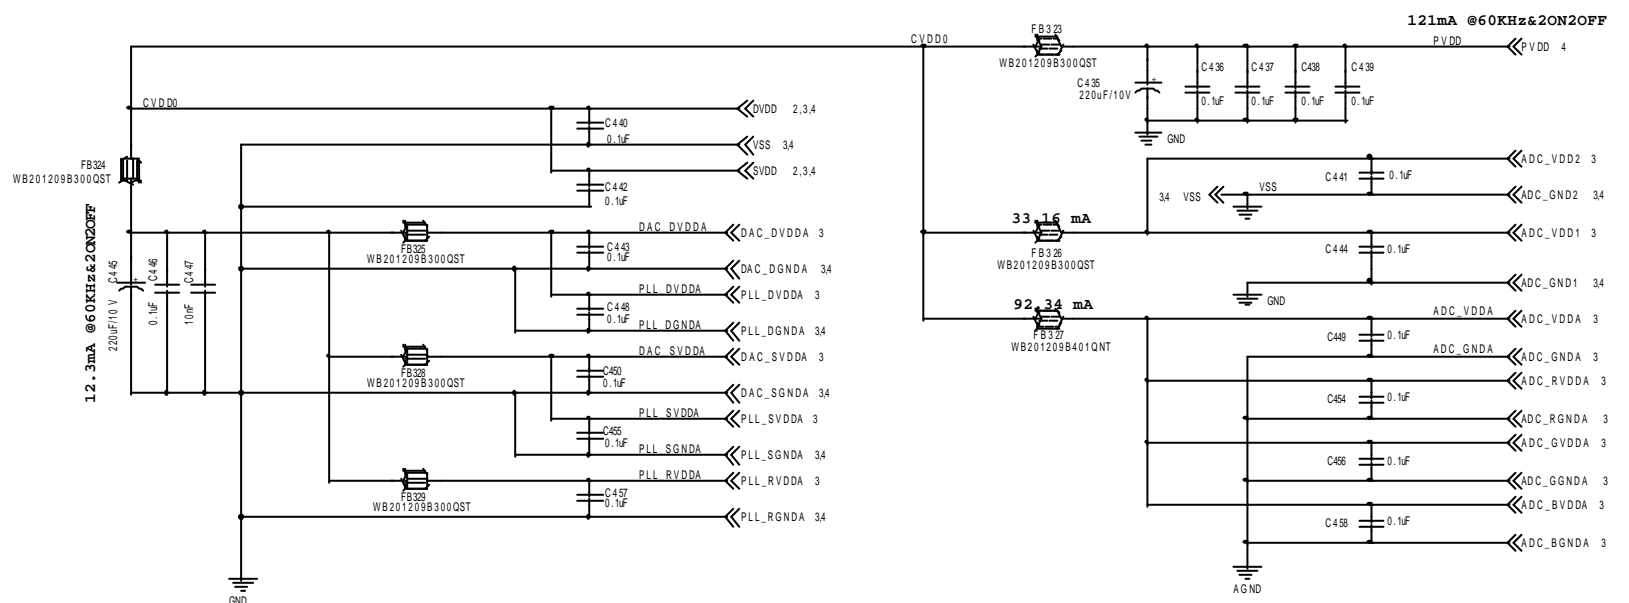 121mA @60KHz&2ON2OFF
CVDD0
FB323
WB201209B300QST
PVDD
PVDD 4
C435
220uF/10V
C436
0.1uF
C437
0.1uF
C438
0.1uF
C439
0.1uF
GND
CVDD0
DVDD 2,3,4
C440
0.1uF
VSS 3,4
SVDD 2,3,4
C442
0.1uF
FB324
WB201209B300QST
12.3mA @60KHz&2ON2OFF
C445
220uF/10V
C446
0.1uF
C447
10nF
FB325
WB201209B300QST
DAC_DVDDA
DAC_DVDDA 3
C443
0.1uF
DAC_DGNDA 3,4
PLL_DVDDA
PLL_DVDDA 3
C448
0.1uF
PLL_DGNDA
PLL_DGNDA 3,4
FB328
WB201209B300QST
DAC_SVDDA
DAC_SVDDA 3
C450
0.1uF
DAC_SGNDA 3,4
PLL_SVDDA
PLL_SVDDA 3
C455
0.1uF
PLL_SGNDA
PLL_SGNDA 3,4
FB329
WB201209B300QST
PLL_RVDDA
PLL_RVDDA 3
C457
0.1uF
PLL_RGNDA 3,4
GND
ADC_VDD2 3
C441
0.1uF
3,4 VSS
VSS
ADC_GND2 3,4
33.16 mA
FB326
WB201209B300QST
ADC_VDD1 3
C444
0.1uF
ADC_GND1 3,4
GND
92.34 mA
FB327
WB201209B401QNT
ADC_VDDA
ADC_VDDA 3
C449
0.1uF
ADC_GNDA
ADC_GNDA 3
ADC_RVDDA 3
C454
0.1uF
ADC_RGNDA 3
ADC_GVDDA 3
C456
0.1uF
ADC_GGNDA 3
ADC_BVDDA 3
C458
0.1uF
ADC_BGNDA 3
AGND